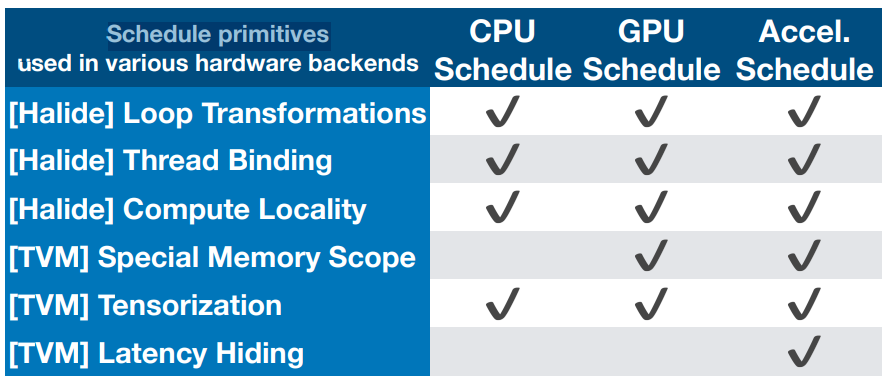 Schedule primitives
used in various hardware backends
CPU Schedule
GPU Schedule
Accel. Schedule
[Halide] Loop Transformations ✔ ✔ ✔
[Halide] Thread Binding ✔ ✔ ✔
[Halide] Compute Locality ✔ ✔ ✔
[TVM] Special Memory Scope ✔ ✔
[TVM] Tensorization ✔ ✔ ✔
[TVM] Latency Hiding ✔